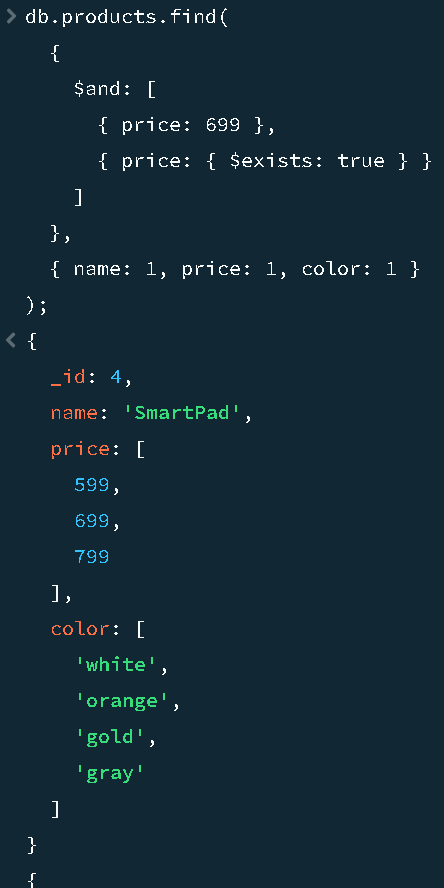 > db.products.find(
{
$and: [
{ price: 699 },
{ price: { $exists: true } }
]
},
{ name: 1, price: 1, color: 1 }
);
< {
_id: 4,
name: 'SmartPad',
price: [
599,
699,
799
],
color: [
'white',
'orange',
'gold',
'gray'
]
}
{